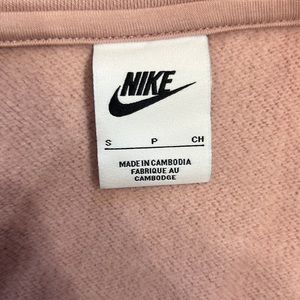 NIKE
S P CH
MADE IN CAMBODIA
FABRIQUE AU
CAMBODGE